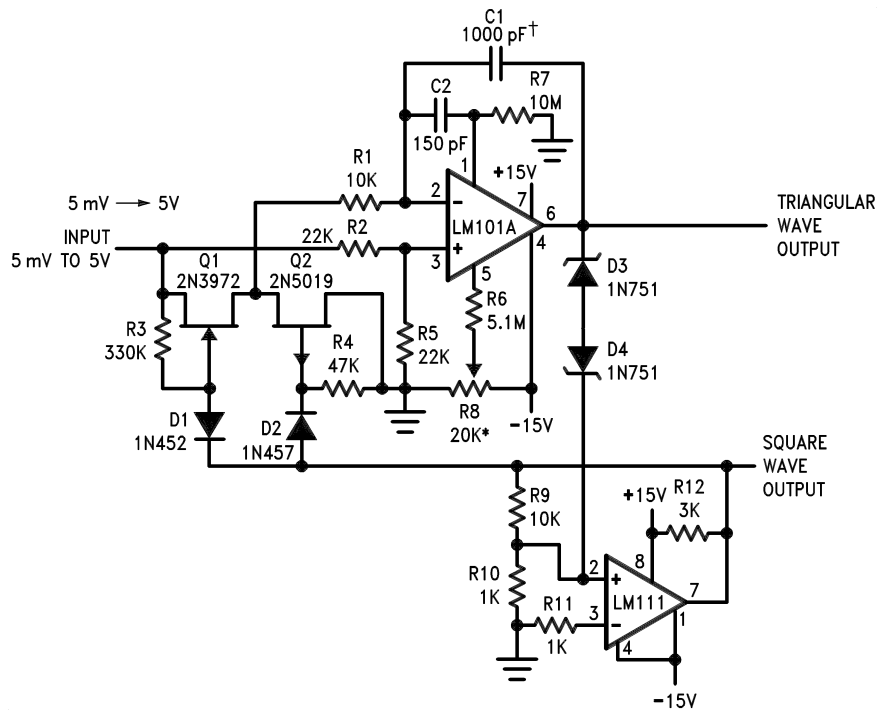 C1
1000 pF†
C2
150 pF
R7
10M
R1
10K
1
+15V
5 mV → 5V
2
−
7
TRIANGULAR
WAVE
OUTPUT
INPUT
5 mV TO 5V
22K
R2
LM101A
6
+
3
4
Q1
2N3972
Q2
2N5019
5
D3
1N751
R6
5.1M
R3
330K
R4
47K
R5
22K
D4
1N751
D1
1N452
D2
1N457
R8
20K*
−15V
SQUARE
WAVE
OUTPUT
R9
10K
+15V
R12
3K
R10
1K
2
+
8
LM111
7
R11
1K
3
−
1
4
−15V